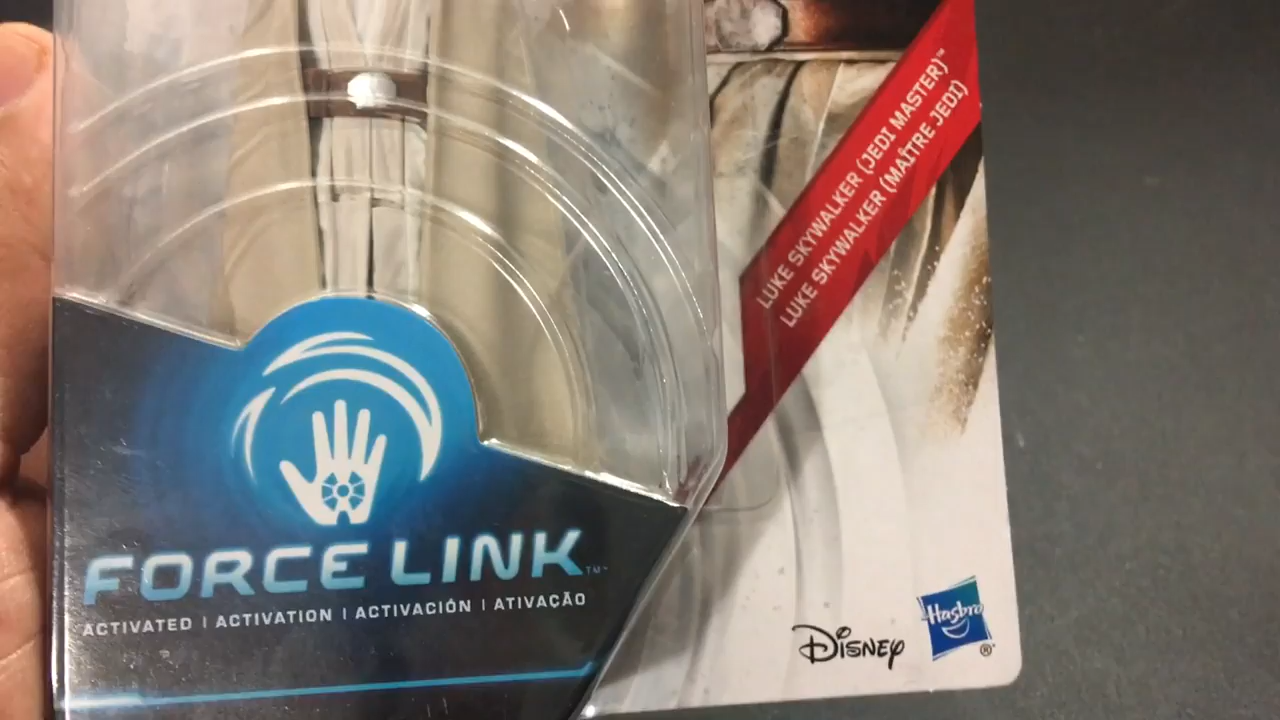 LUKE SKYWALKER (JEDI MASTER)™
LUKE SKYWALKER (MAÎTRE JEDI)
FORCE LINK™
ACTIVATED | ACTIVATION | ACTIVACIÓN | ATIVAÇÃO
Disney
Hasbro
®